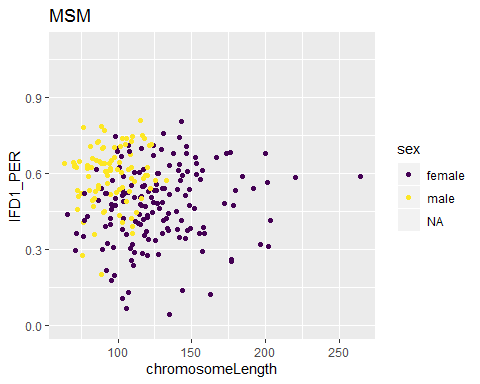 MSM
0.9
0.6
0.3
0.0
IFD1_PER
100
150
200
250
chromosomeLength
sex
female
male
NA